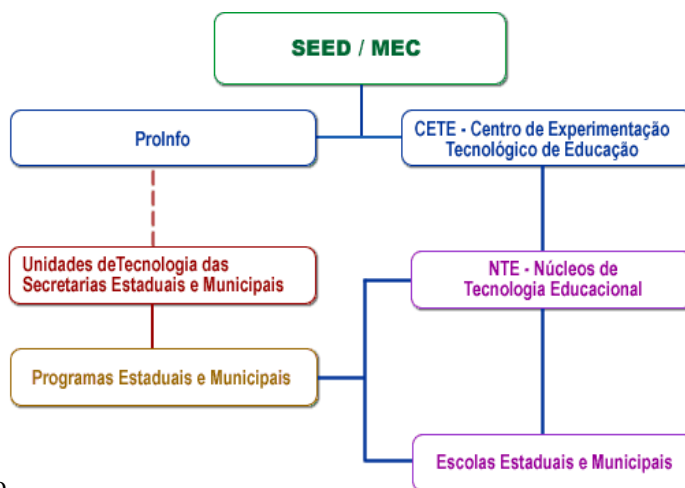 SEED / MEC
ProInfo
CETE - Centro de Experimentação
Tecnológico de Educação
Unidades deTecnologia das
Secretarias Estaduais e Municipais
NTE - Núcleos de
Tecnologia Educacional
Programas Estaduais e Municipais
Escolas Estaduais e Municipais